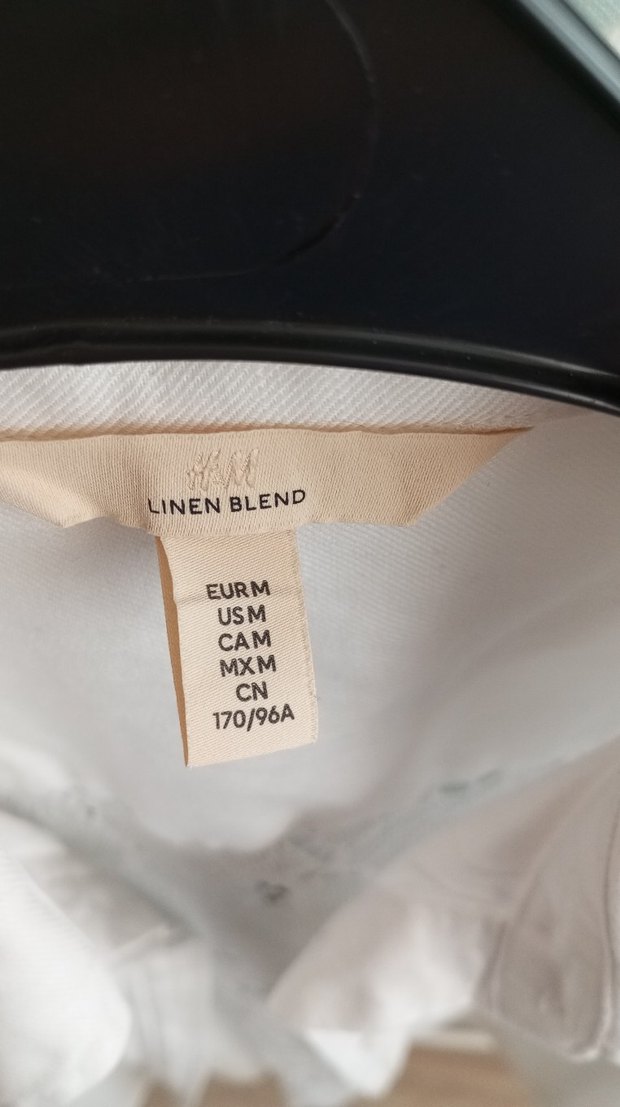 H&M
LINEN BLEND
EUR M
US M
CA M
MX M
CN
170/96A